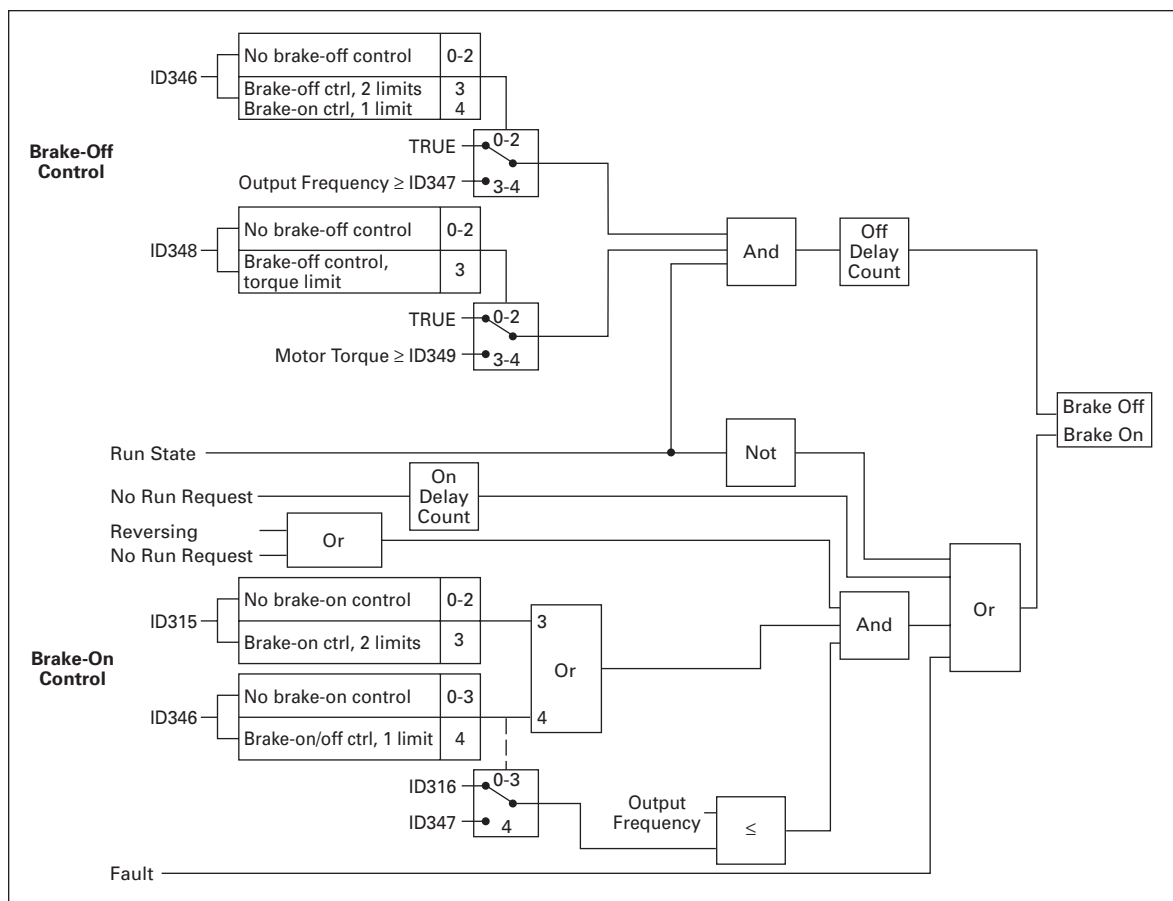 No brake-off control 0-2
ID346
Brake-off ctrl, 2 limits 3
Brake-on ctrl, 1 limit 4
Brake-Off
Control
TRUE 0-2
Output Frequency ≥ ID347 3-4
No brake-off control 0-2
ID348
Brake-off control,
torque limit 3
And
Off
Delay
Count
TRUE 0-2
Motor Torque ≥ ID349 3-4
Brake Off
Brake On
Run State
Not
No Run Request
On
Delay
Count
Reversing
No Run Request
Or
No brake-on control 0-2
ID315
Brake-on ctrl, 2 limits 3
3
Or
4
And
Or
Brake-On
Control
No brake-on control 0-3
ID346
Brake-on/off ctrl, 1 limit 4
ID316 0-3
ID347 4
Output
Frequency
≤
Fault